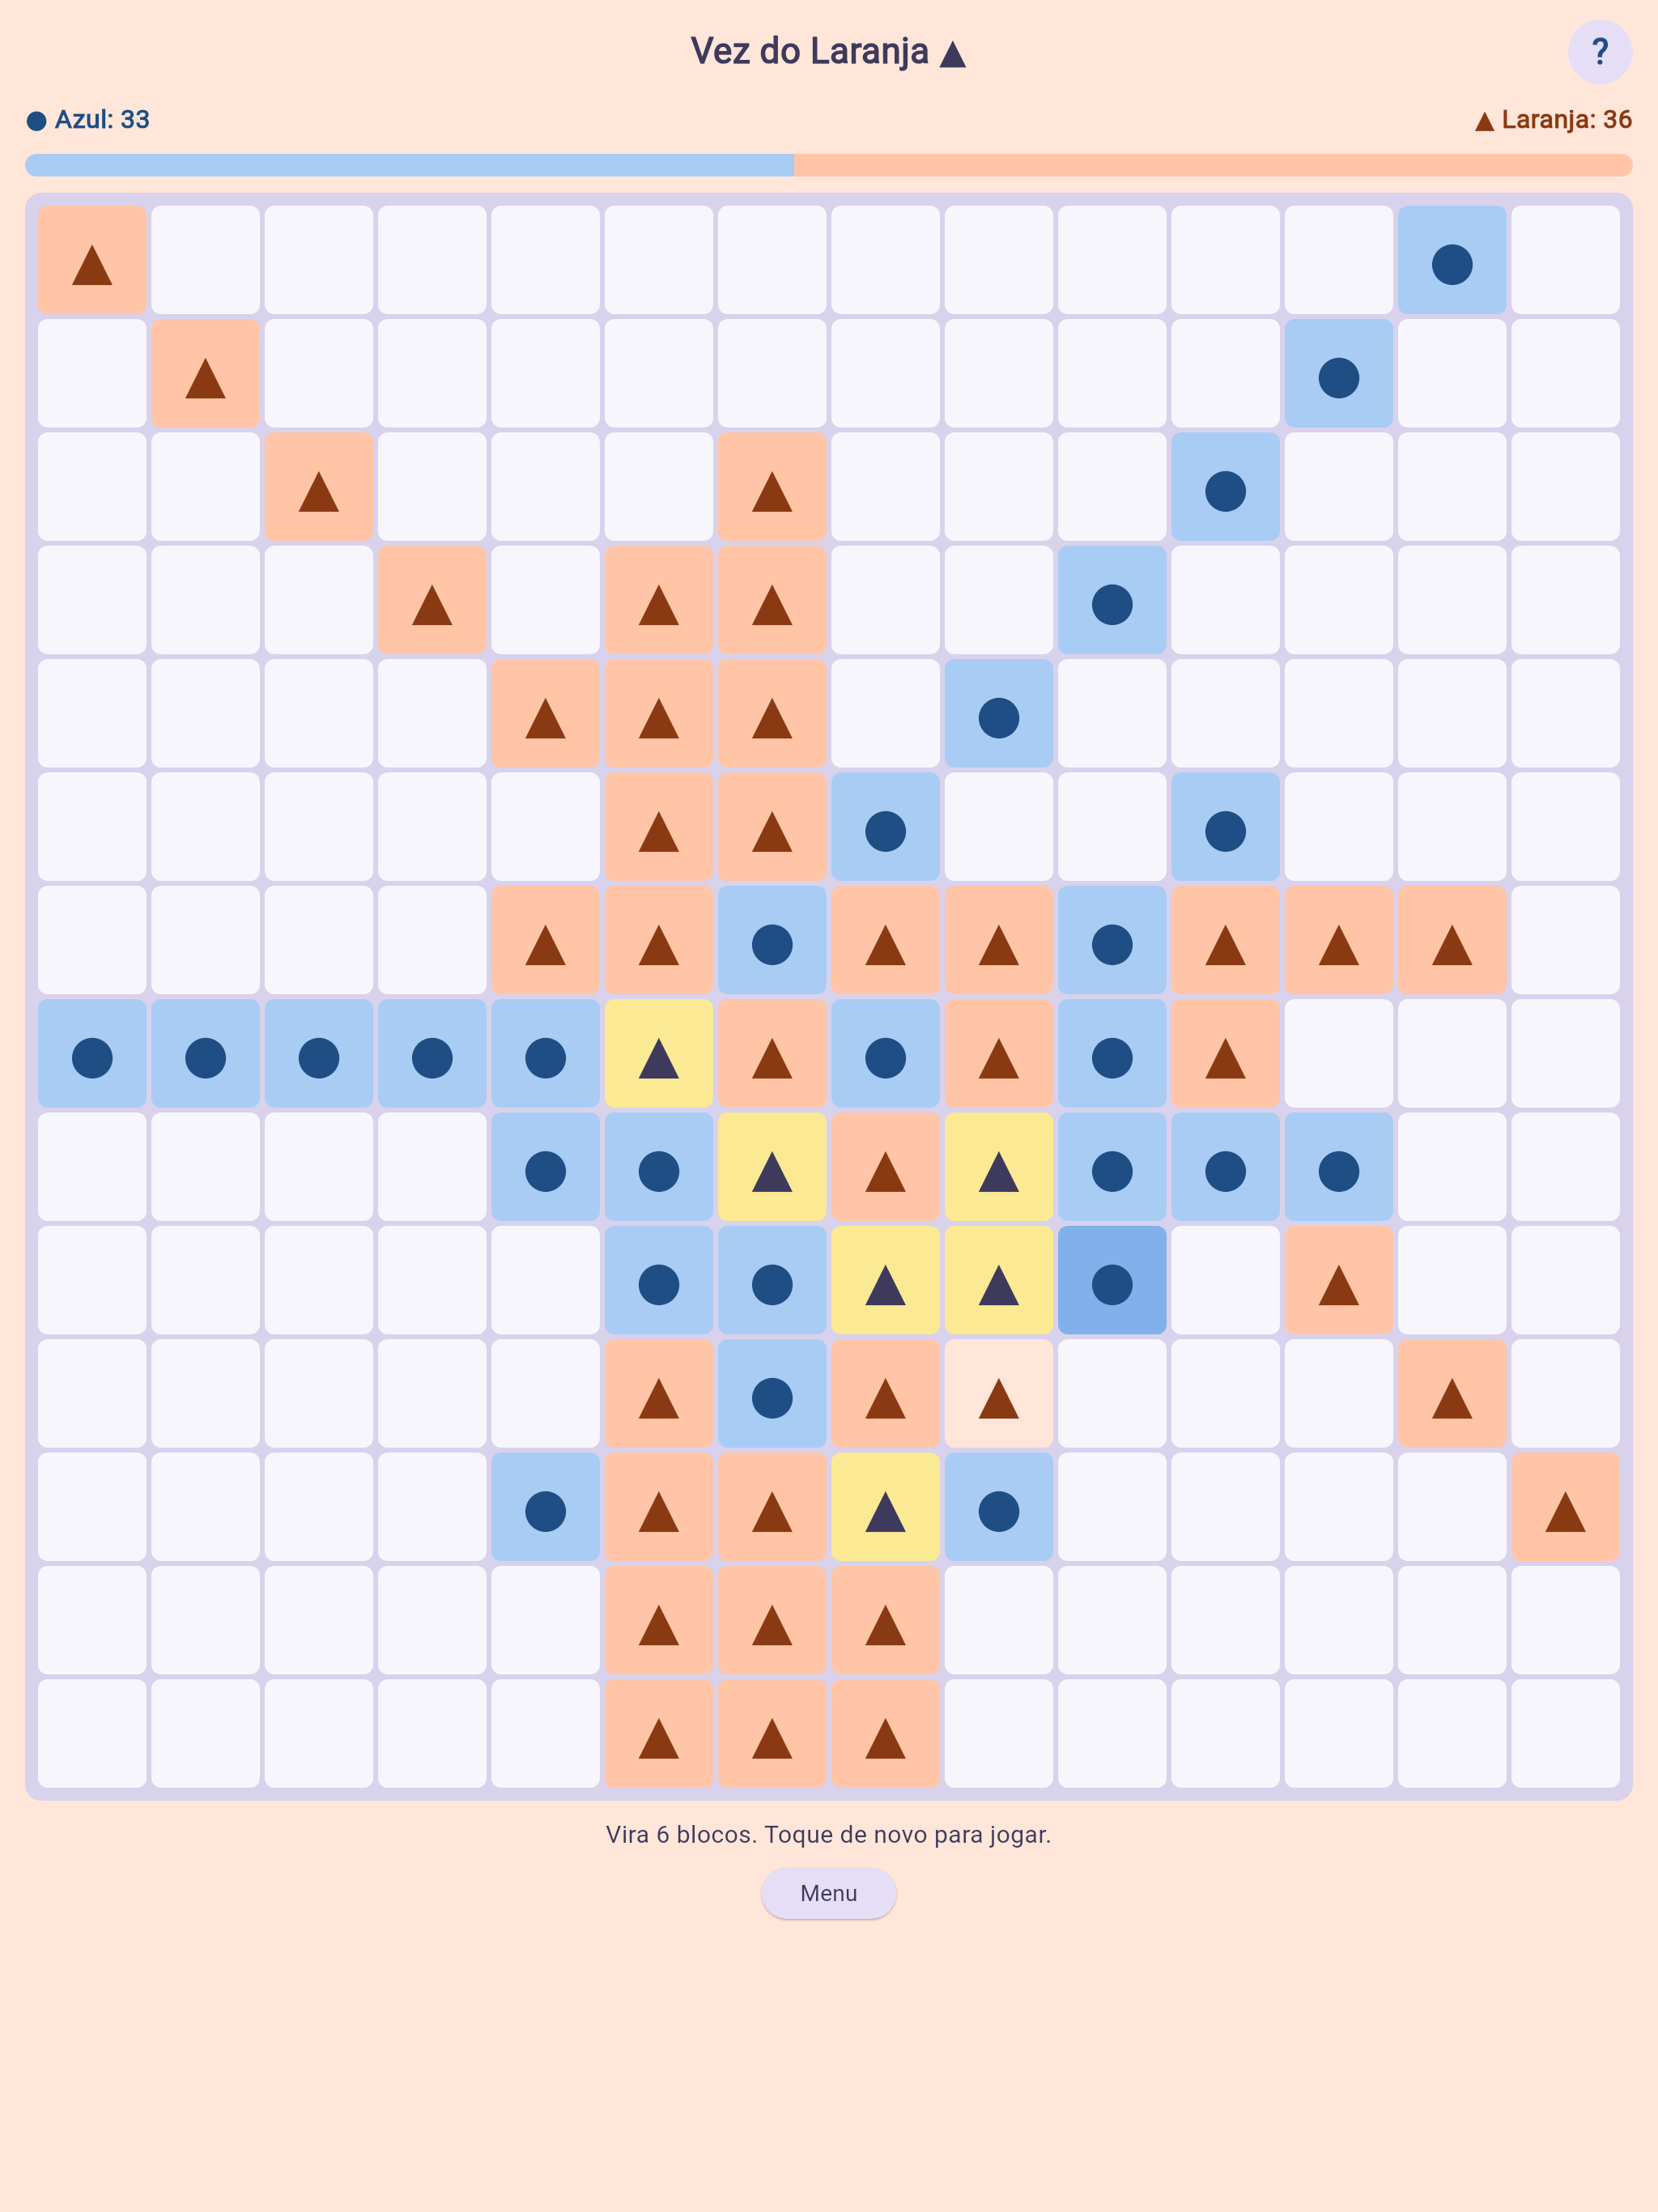 Vez do Laranja ▲
?
Azul: 33
Laranja: 36
Vira 6 blocos. Toque de novo para jogar.
Menu